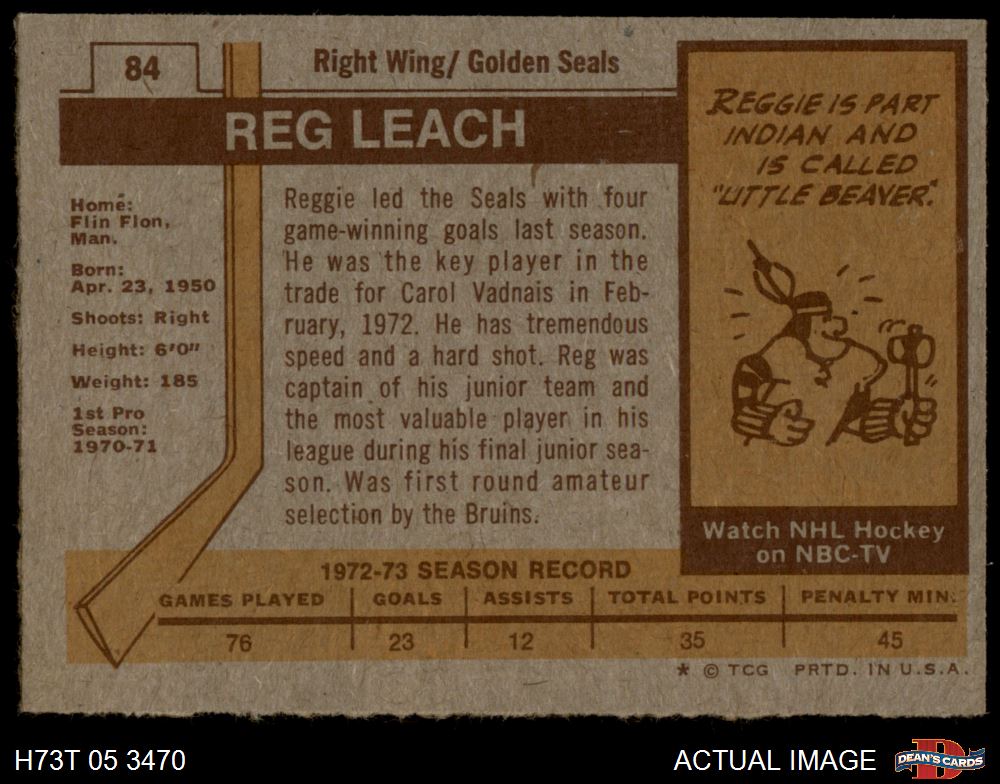 84
Right Wing/ Golden Seals
REG LEACH
Home:
Flin Flon,
Man.
Born:
Apr. 23, 1950
Shoots: Right
Height: 6'0"
Weight: 185
1st Pro
Season:
1970-71
Reggie led the Seals with four
game-winning goals last season.
He was the key player in the
trade for Carol Vadnais in Feb-
ruary, 1972. He has tremendous
speed and a hard shot. Reg was
captain of his junior team and
the most valuable player in his
league during his final junior sea-
son. Was first round amateur
selection by the Bruins.
REGGIE IS PART
INDIAN AND
IS CALLED
"LITTLE BEAVER."
Watch NHL Hockey
on NBC-TV
1972-73 SEASON RECORD
GAMES PLAYED GOALS ASSISTS TOTAL POINTS PENALTY MIN.
76 23 12 35 45
* © TCG PRTD. IN U.S.A.
H73T 05 3470
ACTUAL IMAGE
DEAN'S CARDS